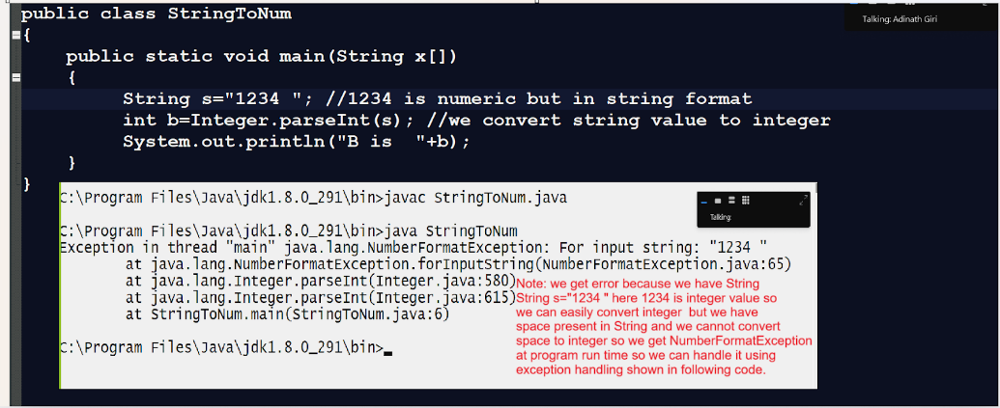 public class StringToNum
Talking: Adinath Giri
{
public static void main(String x[])
{
String s="1234 "; //1234 is numeric but in string format
int b=Integer.parseInt(s); //we convert string value to integer
System.out.println("B is  "+b);
}
}
C:\Program Files\Java\jdk1.8.0_291\bin>javac StringToNum.java
Talking:
C:\Program Files\Java\jdk1.8.0_291\bin>java StringToNum
Exception in thread "main" java.lang.NumberFormatException: For input string: "1234 "
at java.lang.NumberFormatException.forInputString(NumberFormatException.java:65)
at java.lang.Integer.parseInt(Integer.java:580)
at java.lang.Integer.parseInt(Integer.java:615)
at StringToNum.main(StringToNum.java:6)
C:\Program Files\Java\jdk1.8.0_291\bin>
Note: we get error because we have String
String s="1234 " here 1234 is integer value so
we can easily convert integer  but we have
space present in String and we cannot convert
space to integer so we get NumberFormatException
at program run time so we can handle it using
exception handling shown in following code.